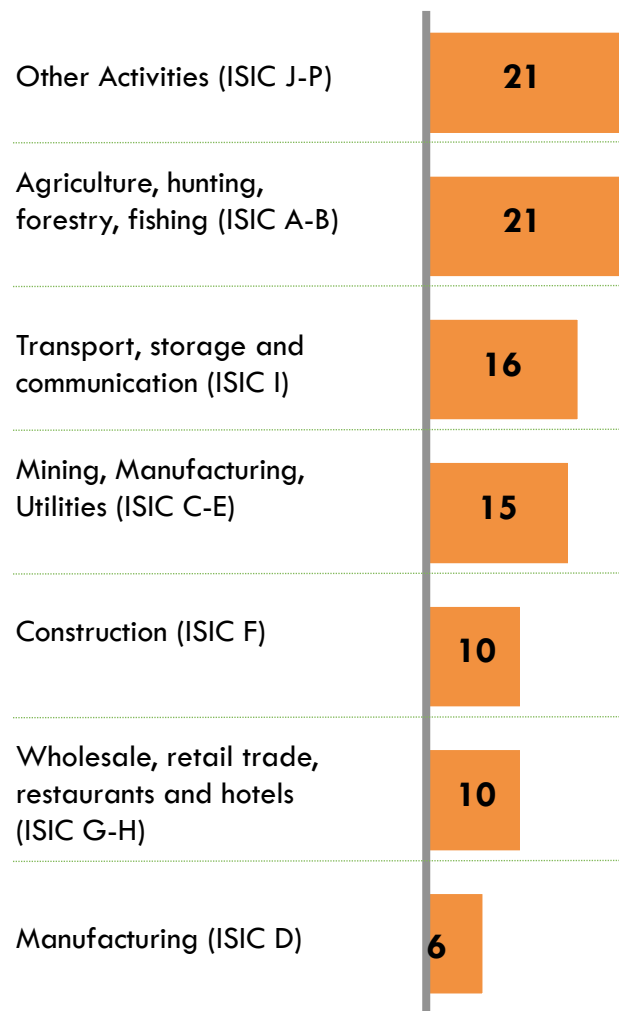 Other Activities (ISIC J-P)
21
Agriculture, hunting,
forestry, fishing (ISIC A-B)
21
Transport, storage and
communication (ISIC I)
16
Mining, Manufacturing,
Utilities (ISIC C-E)
15
Construction (ISIC F)
10
Wholesale, retail trade,
restaurants and hotels
(ISIC G-H)
10
Manufacturing (ISIC D)
6